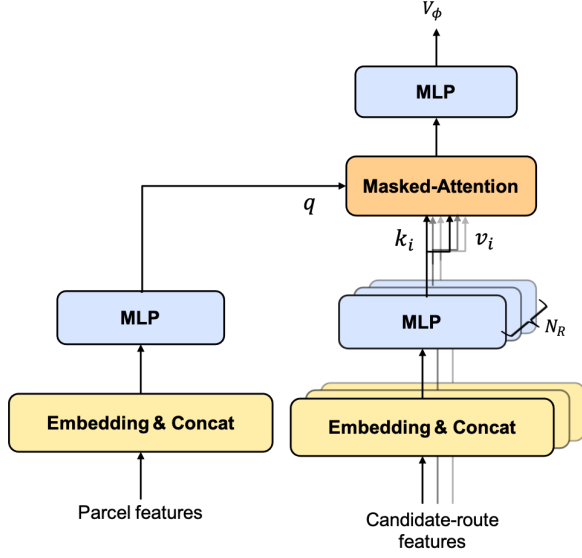 V_ϕ
MLP
Masked-Attention
q
k_i
v_i
MLP
MLP
N_R
Embedding & Concat
Embedding & Concat
Parcel features
Candidate-route
features